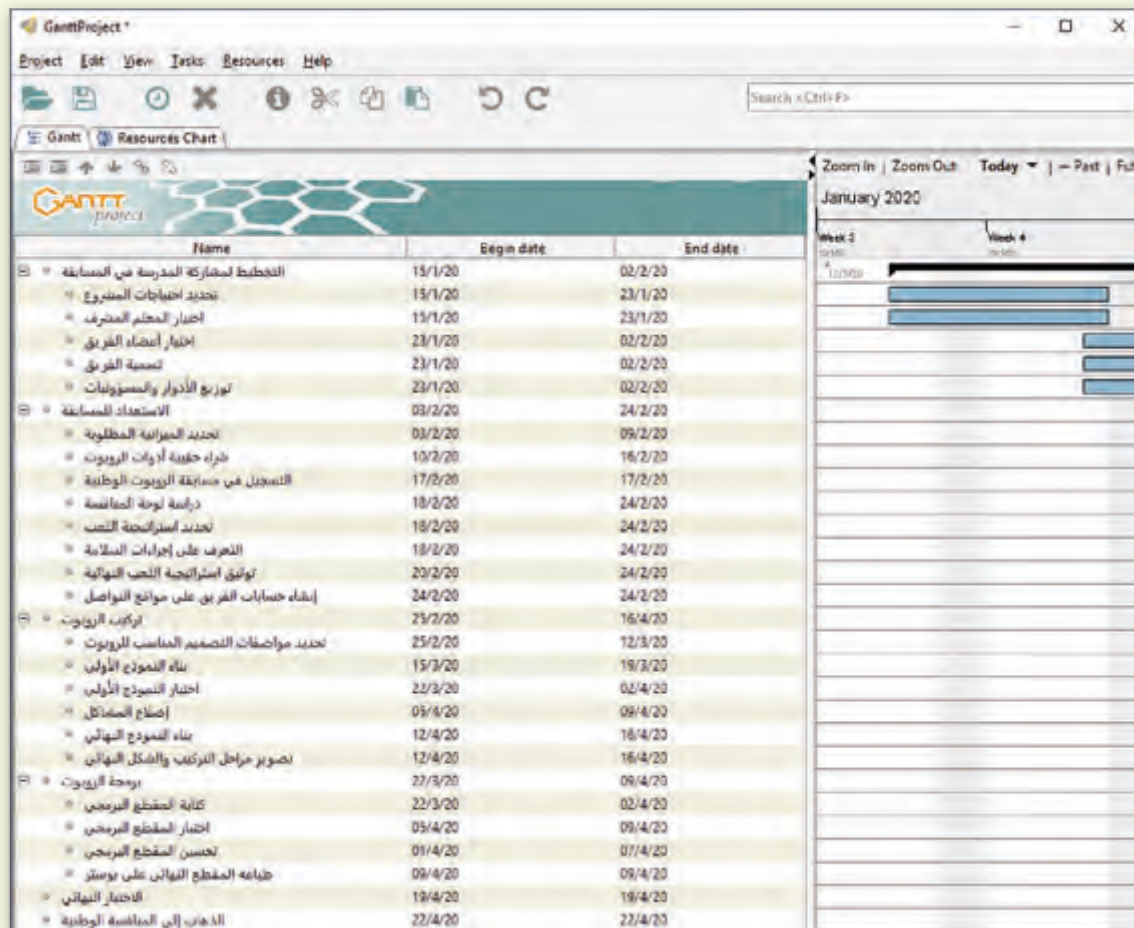 GanttProject *
Project Edit View Tasks Resources Help
Search <Ctrl+F>
Gantt Resources Chart
Zoom In | Zoom Out Today | Past | Fut
GANTT project
January 2020
Week 3 Week 4
Name Begin date End date
12/1/20
التخطيط لمشاركة المدرسة في المسابقة 15/1/20 02/2/20
تحديد احتياجات المشروع 15/1/20 23/1/20
اختيار المعلم المشرف 15/1/20 23/1/20
اختيار أعضاء الفريق 23/1/20 02/2/20
تسمية الفريق 23/1/20 02/2/20
توزيع الأدوار والمسؤوليات 23/1/20 02/2/20
الاستعداد للمسابقة 03/2/20 24/2/20
تحديد الميزانية المطلوبة 03/2/20 09/2/20
شراء حقيبة أدوات الروبوت 10/2/20 16/2/20
التسجيل في مسابقة الروبوت الوطنية 17/2/20 17/2/20
دراسة لوحة المنافسة 18/2/20 24/2/20
تحديد استراتيجية اللعب 18/2/20 24/2/20
التعرف على إجراءات السلامة 18/2/20 24/2/20
توثيق استراتيجية اللعب النهائية 20/2/20 24/2/20
إنشاء حسابات الفريق على مواقع التواصل 24/2/20 24/2/20
تركيب الروبوت 25/2/20 16/4/20
تحديد مواصفات التصميم المناسب للروبوت 25/2/20 12/3/20
بناء النموذج الأولي 15/3/20 19/3/20
اختبار النموذج الأولي 22/3/20 02/4/20
إصلاح المشاكل 05/4/20 09/4/20
بناء النموذج النهائي 12/4/20 16/4/20
تصوير مراحل التركيب والشكل النهائي 12/4/20 16/4/20
برمجة الروبوت 22/3/20 09/4/20
كتابة المقطع البرمجي 22/3/20 02/4/20
اختبار المقطع البرمجي 05/4/20 09/4/20
تحسين المقطع البرمجي 01/4/20 07/4/20
طباعة المقطع النهائي على بوستر 09/4/20 09/4/20
الاختبار النهائي 19/4/20 19/4/20
الذهاب إلى المنافسة الوطنية 22/4/20 22/4/20